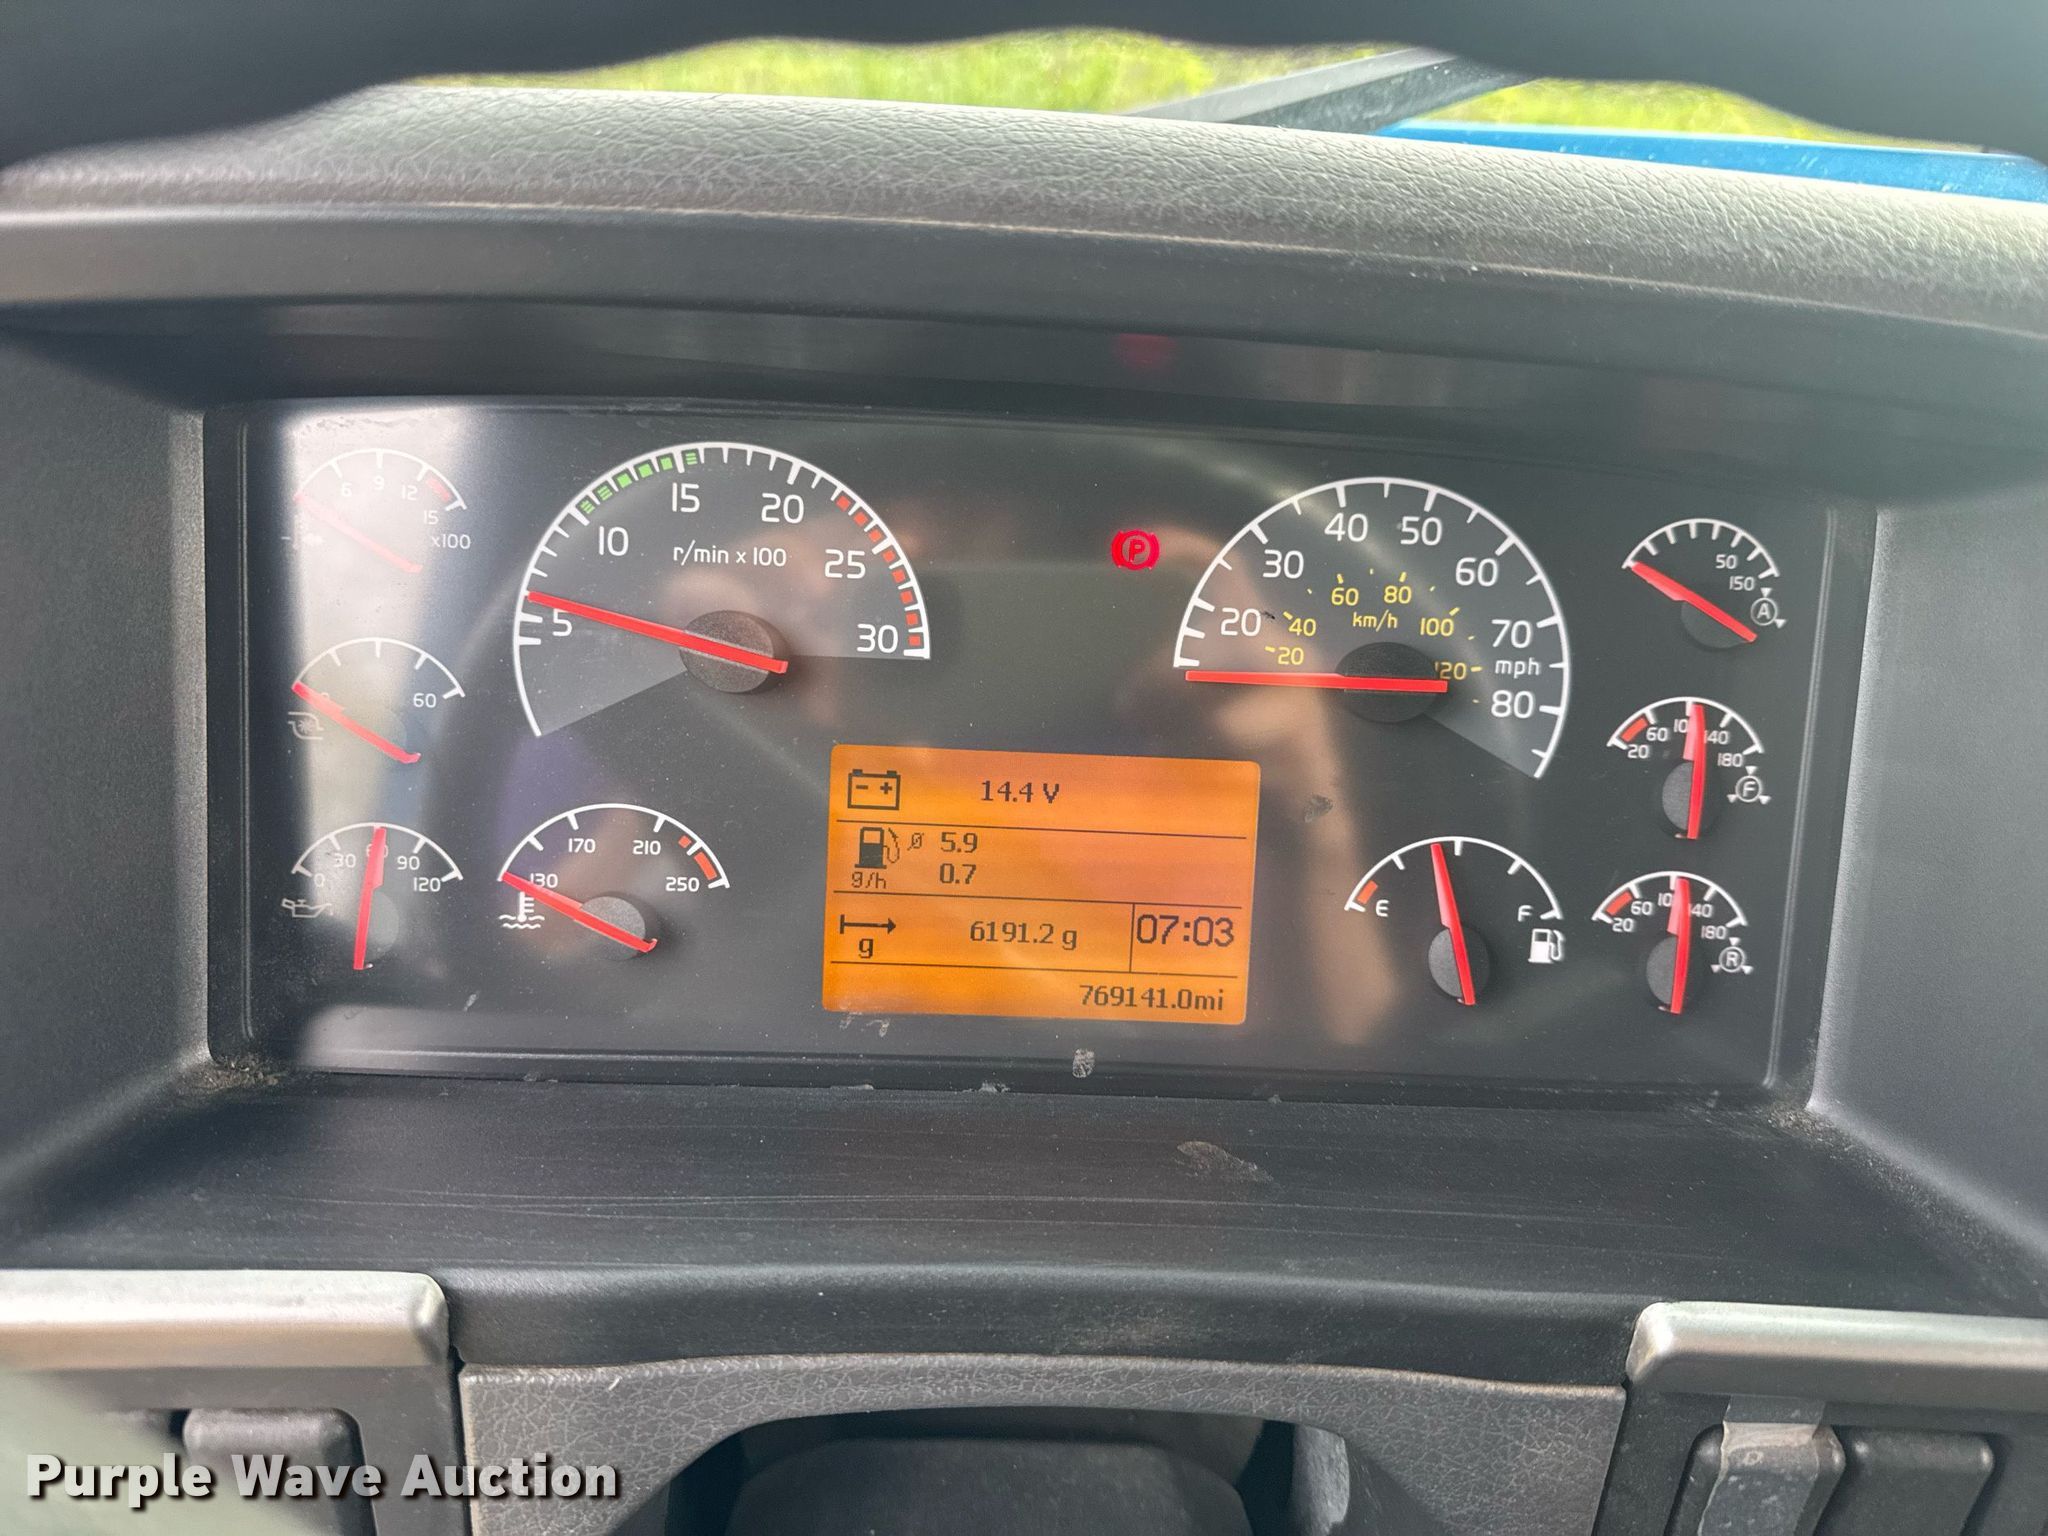 6 9 12 15
x100
60
0 30 60 90 120
5 10 15 20 25 30
r/min x 100
130 170 210 250
P
20 30 40 50 60 70 80
mph
20 40 60 80 100 120
km/h
14.4 V
ø 5.9
g/h 0.7
g 6191.2 g 07:03
769141.0mi
E F
50 150
A
20 60 140 180
F
20 60 140 180
R
Purple Wave Auction